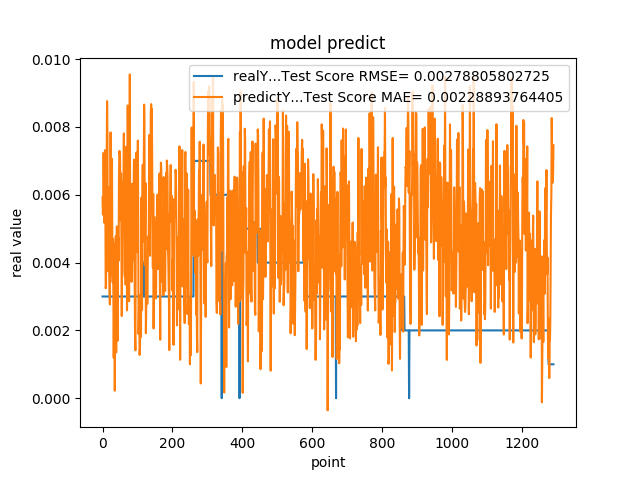 model predict
realY...Test Score RMSE= 0.00278805802725
predictY...Test Score MAE= 0.00228893764405
0.010
0.008
0.006
0.004
0.002
0.000
real value
0 200 400 600 800 1000 1200
point